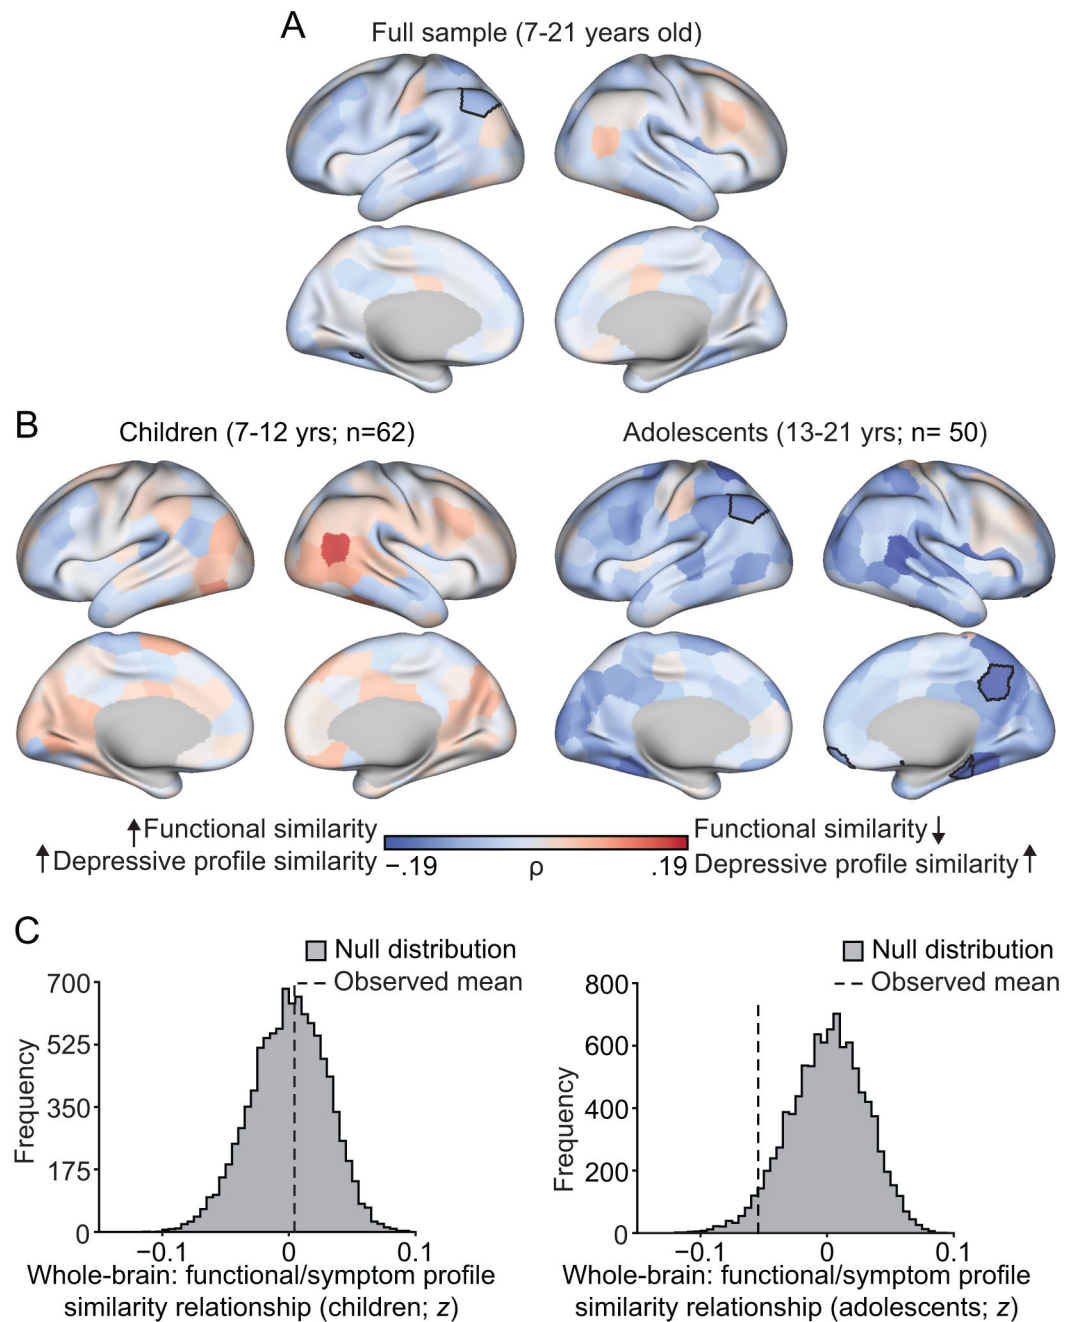 A
Full sample (7-21 years old)
B
Children (7-12 yrs; n=62)
Adolescents (13-21 yrs; n= 50)
↑Functional similarity
↑Depressive profile similarity
−.19
ρ
.19
Functional similarity↓
Depressive profile similarity↑
C
Null distribution
Observed mean
700
525
350
175
0
Frequency
−0.1
0
0.1
Whole-brain: functional/symptom profile
similarity relationship (children; z)
Null distribution
Observed mean
800
600
400
200
0
Frequency
−0.1
0
0.1
Whole-brain: functional/symptom profile
similarity relationship (adolescents; z)